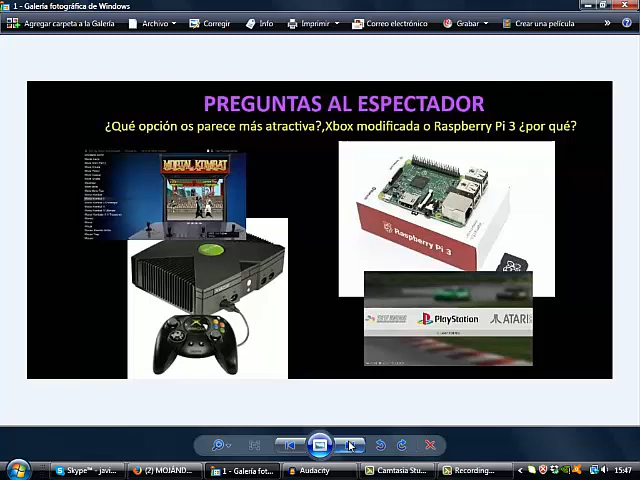 1 - Galería fotográfica de Windows
Agregar carpeta a la Galería
Archivo
Corregir
Info
Imprimir
Correo electrónico
Grabar
Crear una película
»
PREGUNTAS AL ESPECTADOR
¿Qué opción os parece más atractiva?,Xbox modificada o Raspberry Pi 3 ¿por qué?
MORTAL KOMBAT
Raspberry Pi 3
PlayStation
ATARI
Skype™ - javi...
(2) MOJÁND...
1 - Galería fot...
Audacity
Camtasia Stu...
Recording...
15:47